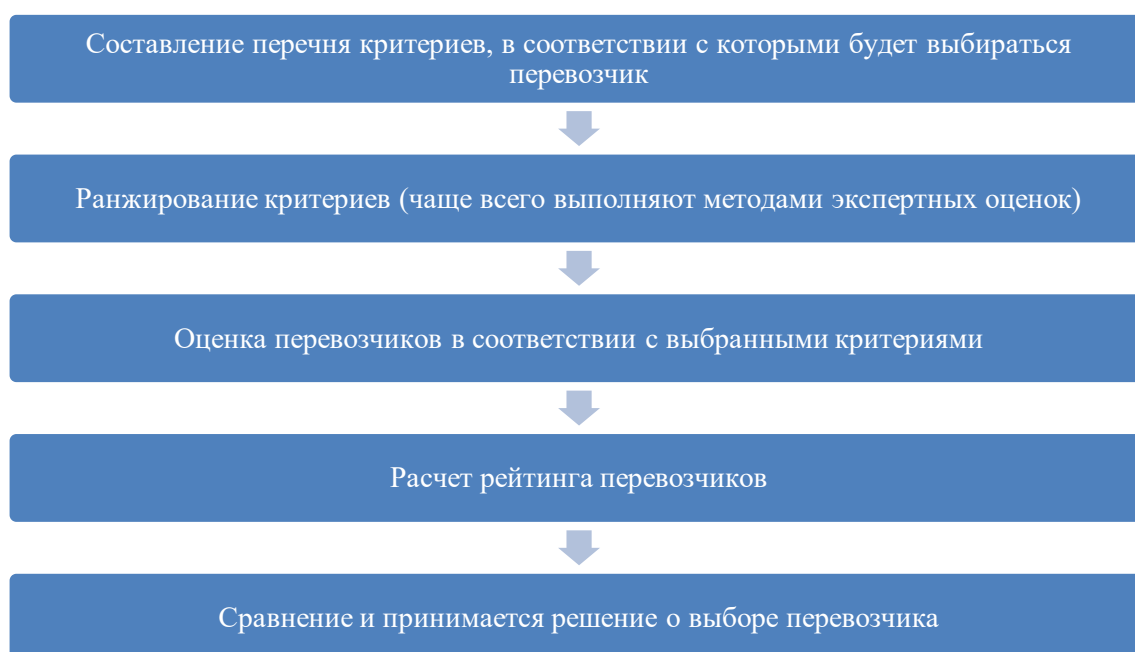 Составление перечня критериев, в соответствии с которыми будет выбираться
перевозчик
Ранжирование критериев (чаще всего выполняют методами экспертных оценок)
Оценка перевозчиков в соответствии с выбранными критериями
Расчет рейтинга перевозчиков
Сравнение и принимается решение о выборе перевозчика